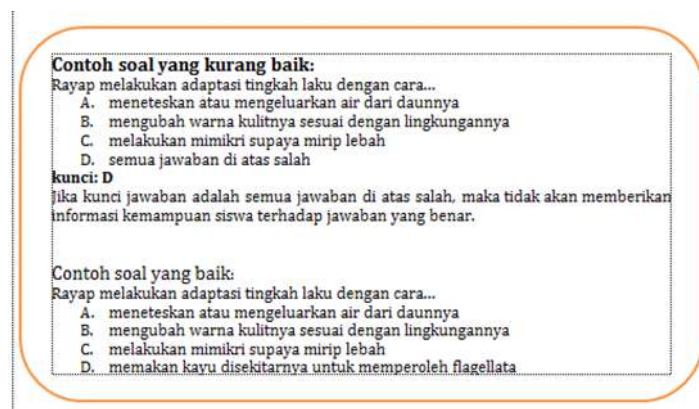 Contoh soal yang kurang baik:
Rayap melakukan adaptasi tingkah laku dengan cara...
A. meneteskan atau mengeluarkan air dari daunnya
B. mengubah warna kulitnya sesuai dengan lingkungannya
C. melakukan mimikri supaya mirip lebah
D. semua jawaban di atas salah
kunci: D
Jika kunci jawaban adalah semua jawaban di atas salah, maka tidak akan memberikan
informasi kemampuan siswa terhadap jawaban yang benar.
Contoh soal yang baik:
Rayap melakukan adaptasi tingkah laku dengan cara...
A. meneteskan atau mengeluarkan air dari daunnya
B. mengubah warna kulitnya sesuai dengan lingkungannya
C. melakukan mimikri supaya mirip lebah
D. memakan kayu disekitarnya untuk memperoleh flagellata